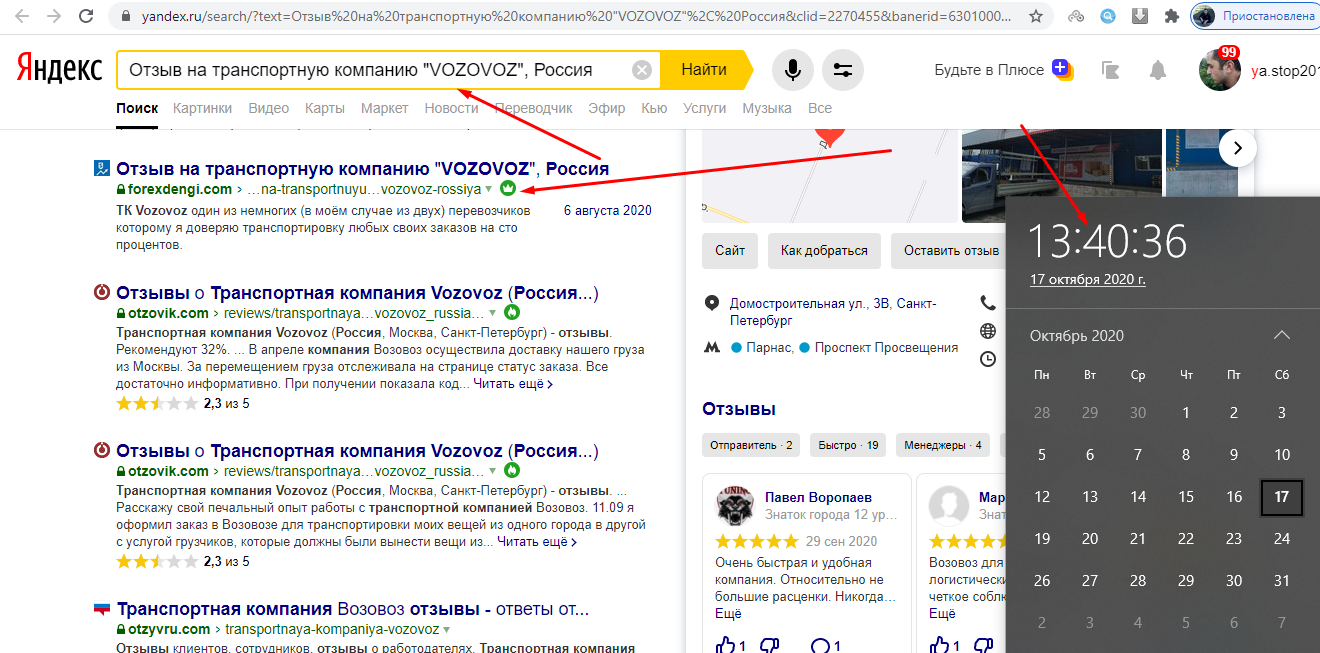 yandex.ru/search/?text=Отзыв%20на%20транспортную%20компанию%20"VOZOVOZ"%2C%20Россия&clid=2270455&banerid=6301000...
Приостановлена
Яндекс
Отзыв на транспортную компанию "VOZOVOZ", Россия
Найти
Будьте в Плюсе
99
ya.stop201
Поиск Картинки Видео Карты Маркет Новости Переводчик Эфир Кью Услуги Музыка Все
Отзыв на транспортную компанию "VOZOVOZ", Россия
forexdengi.com > ...na-transportnuyu...vozovoz-rossiya
ТК Vozovoz один из немногих (в моём случае из двух) перевозчиков
6 августа 2020
которому я доверяю транспортировку любых своих заказов на сто
процентов.
Отзывы о Транспортная компания Vozovoz (Россия...)
otzovik.com > reviews/transportnaya...vozovoz_russia...
Транспортная компания Vozovoz (Россия, Москва, Санкт-Петербург) - отзывы.
Рекомендуют 32%. ... В апреле компания Возовоз осуществила доставку нашего груза
из Москвы. За перемещением груза отслеживала на странице статус заказа. Все
достаточно информативно. При получении показала код... Читать ещё >
2,3 из 5
Отзывы о Транспортная компания Vozovoz (Россия...)
otzovik.com > reviews/transportnaya...vozovoz_russia...
Транспортная компания Vozovoz (Россия, Москва, Санкт-Петербург) - отзывы. ...
Расскажу свой печальный опыт работы с транспортной компанией Возовоз. 11.09 я
оформил заказ в Возовозе для транспортировки моих вещей из одного города в другой
с услугой грузчиков, которые должны были вынести вещи из... Читать ещё >
2,3 из 5
Транспортная компания Возовоз отзывы - ответы от...
otzyvru.com > transportnaya-kompaniya-vozovoz
Отзывы клиентов, сотрудников, отзывы о работодателях. Транспортная компания
Сайт
Как добраться
Оставить отзыв
Домостроительная ул., 3В, Санкт-
Петербург
Парнас, Проспект Просвещения
Отзывы
Отправитель · 2
Быстро · 19
Менеджеры · 4
Павел Воропаев
Знаток города 12 ур...
29 сен 2020
Очень быстрая и удобная
компания. Относительно не
большие расценки. Никогда...
Ещё
1 1
Мар
Знат
Возовоз для
логистически
четкое соблю
Ещё
1
13:40:36
17 октября 2020 г.
Октябрь 2020
Пн Вт Ср Чт Пт Сб
28 29 30 1 2 3
5 6 7 8 9 10
12 13 14 15 16 17
19 20 21 22 23 24
26 27 28 29 30 31
2 3 4 5 6 7